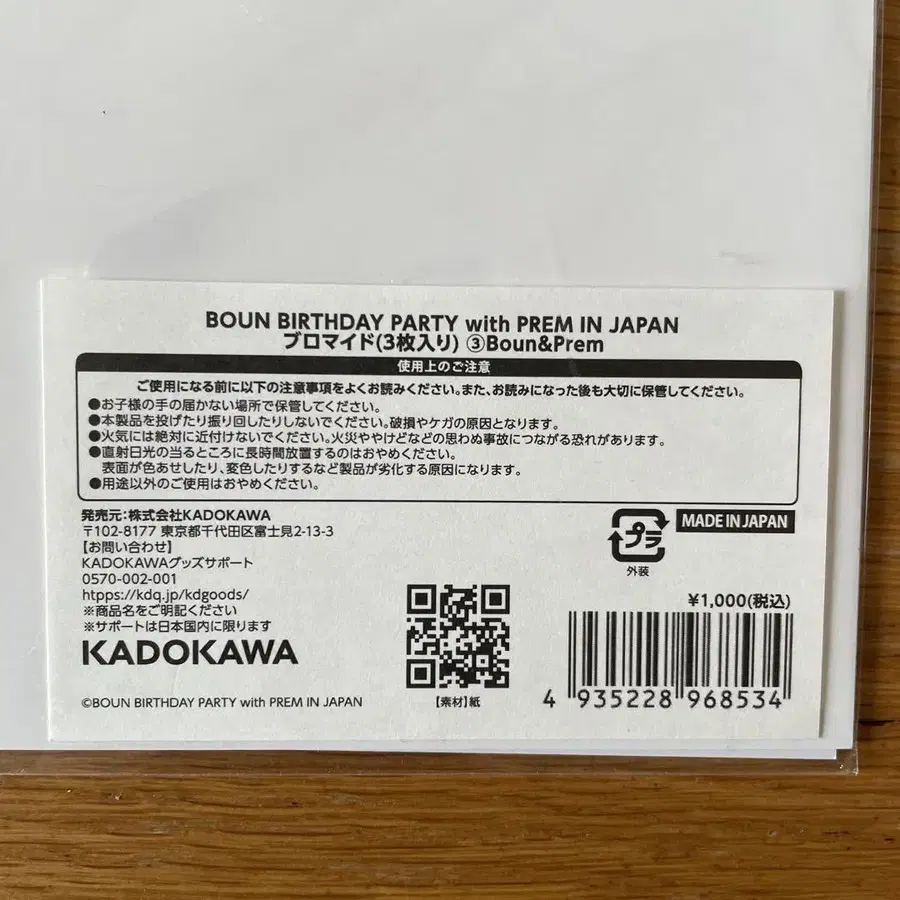 BOUN BIRTHDAY PARTY with PREM IN JAPAN
ブロマイド(3枚入り) ③Boun&Prem
使用上のご注意
ご使用になる前に以下の注意事項をよくお読みください。また、お読みになった後も大切に保管してください。
●お子様の手の届かない場所で保管してください。
●本製品を投げたり振り回したりしないでください。破損やケガの原因となります。
●火気には絶対に近付けないでください。火災ややけどなどの思わぬ事故につながる恐れがあります。
●直射日光の当るところに長時間放置するのはおやめください。
表面が色あせしたり、変色したりするなど製品が劣化する原因になります。
●用途以外のご使用はおやめください。
発売元：株式会社KADOKAWA
〒102-8177 東京都千代田区富士見2-13-3
【お問い合わせ】
KADOKAWAグッズサポート
0570-002-001
htpps://kdq.jp/kdgoods/
※商品名をご明記ください
※サポートは日本国内に限ります
KADOKAWA
©BOUN BIRTHDAY PARTY with PREM IN JAPAN
【素材】紙
プラ
外装
MADE IN JAPAN
¥1,000(税込)
4 935228 968534